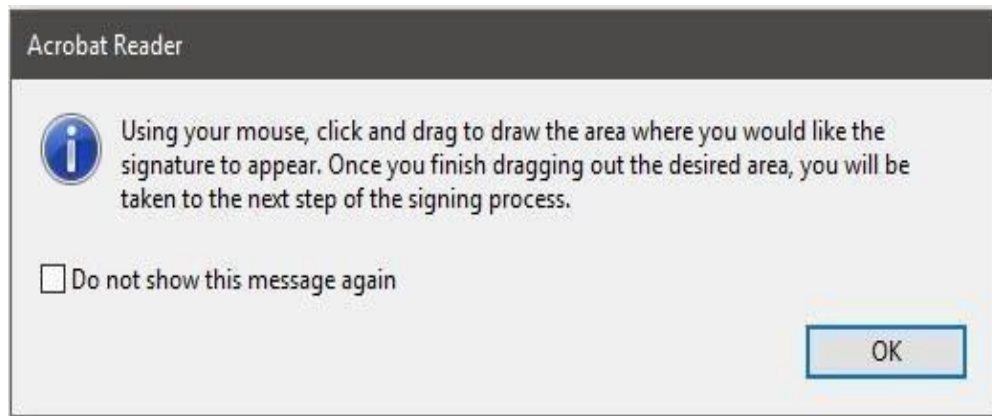 Acrobat Reader
Using your mouse, click and drag to draw the area where you would like the
signature to appear. Once you finish dragging out the desired area, you will be
taken to the next step of the signing process.
Do not show this message again
OK